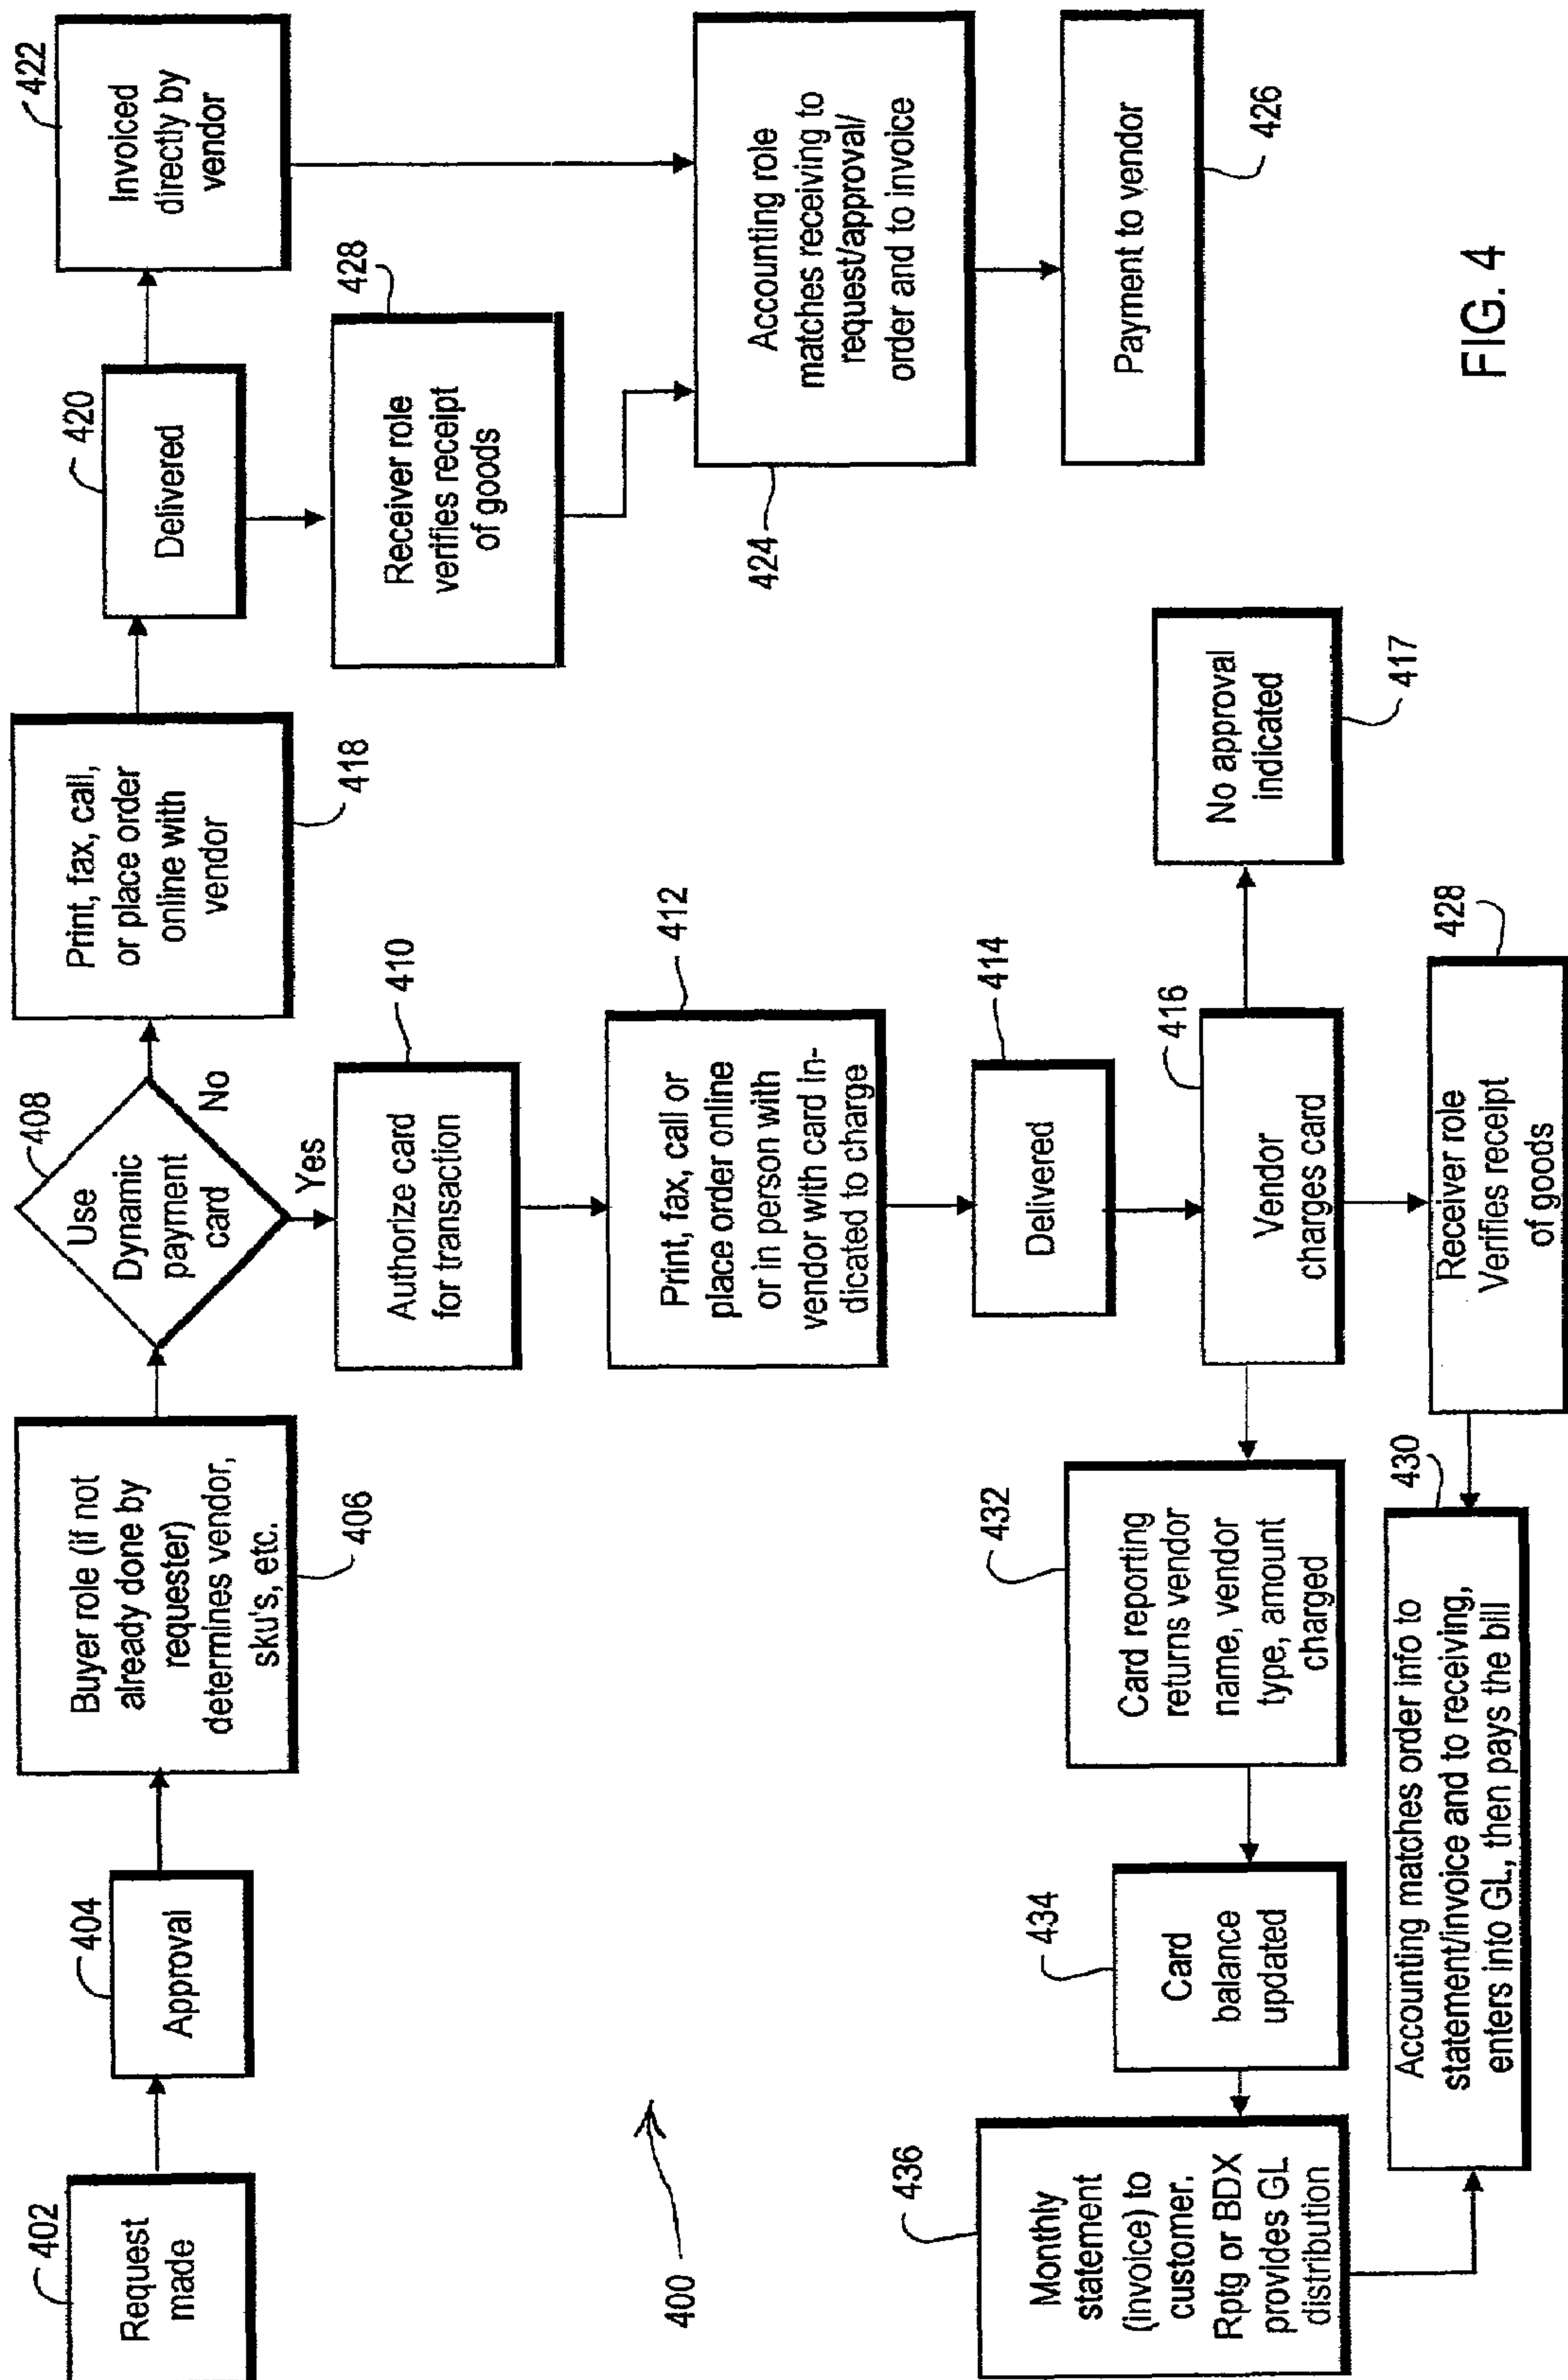 402
Request
made
404
Approval
406
Buyer role (if not
already done by
requester)
determines vendor,
sku's, etc.
408
Use
Dynamic
payment
card
No
Yes
418
Print, fax, call,
or place order
online with
vendor
420
Delivered
422
Invoiced
directly by
vendor
428
Receiver role
verifies receipt
of goods
424
Accounting role
matches receiving to
request/approval/
order and to invoice
426
Payment to vendor
410
Authorize card
for transaction
412
Print, fax, call or
place order online
or in person with
vendor with card in-
dicated to charge
414
Delivered
416
Vendor
charges card
417
No approval
indicated
428
Receiver role
Verifies receipt
of goods
432
Card reporting
returns vendor
name, vendor
type, amount
charged
434
Card
balance
updated
436
Monthly
statement
(invoice) to
customer.
Rptg or BDX
provides GL
distribution
430
Accounting matches order info to
statement/invoice and to receiving,
enters into GL, then pays the bill
400
FIG. 4